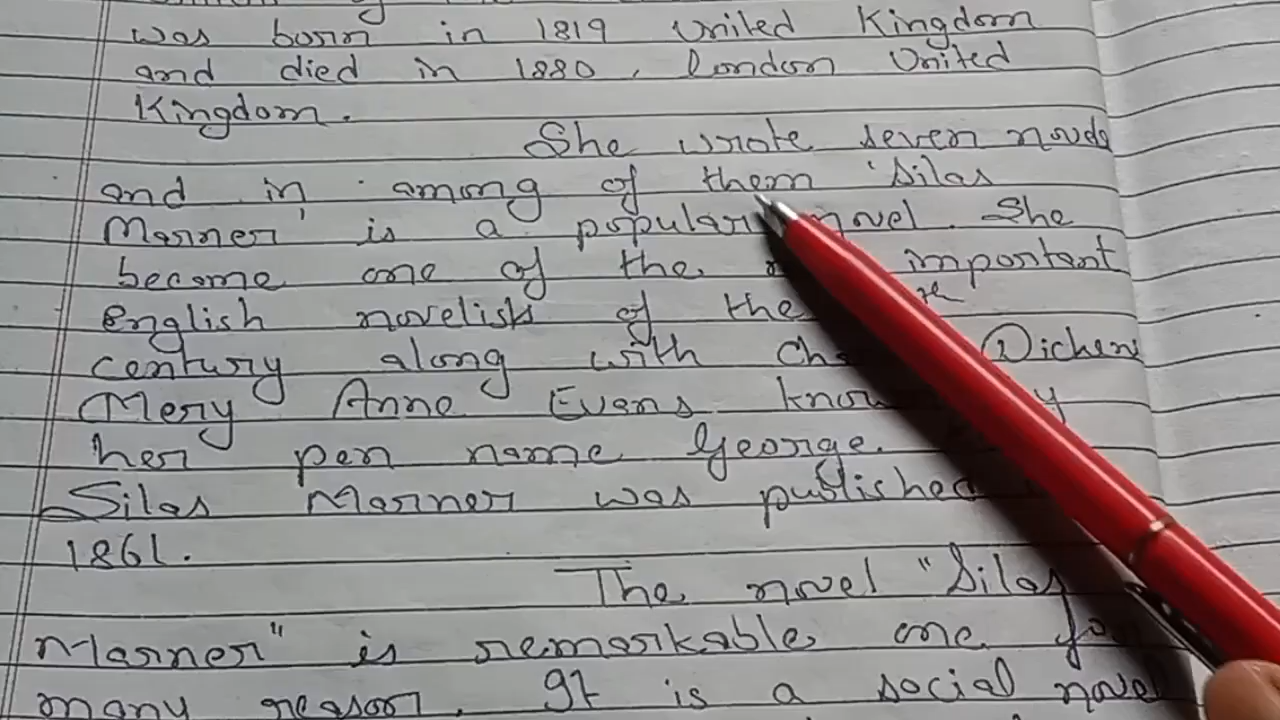 was born in 1819 United Kingdom
and died in 1880, London United
Kingdom.
She wrote seven novels
and in among of them 'Silas
Marner' is a popular novel. She
become one of the important
english novelists of the
century along with Dickens
Mery Anne Evans
her pen name George.
Silas Marner was published
1861.
The novel "Silas
Marner" is remarkable one for
many reason. It is a social novel